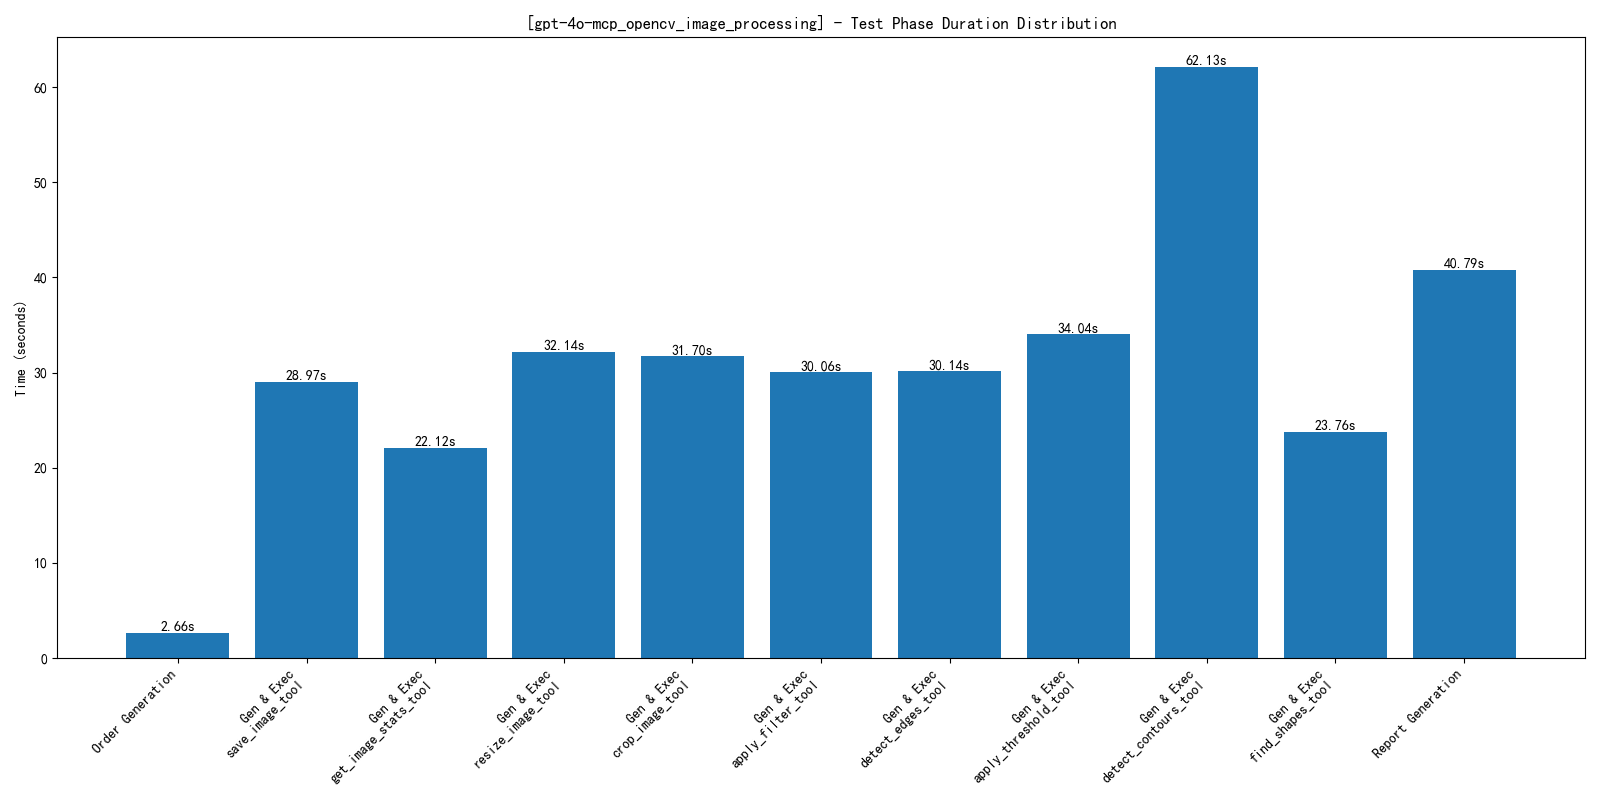 [gpt-4o-mcp_opencv_image_processing] - Test Phase Duration Distribution
Time (seconds)
60
50
40
30
20
10
0
2.66s
28.97s
22.12s
32.14s
31.70s
30.06s
30.14s
34.04s
62.13s
23.76s
40.79s
Order Generation
Gen & Exec
save_image_tool
Gen & Exec
get_image_stats_tool
Gen & Exec
resize_image_tool
Gen & Exec
crop_image_tool
Gen & Exec
apply_filter_tool
Gen & Exec
detect_edges_tool
Gen & Exec
apply_threshold_tool
Gen & Exec
detect_contours_tool
Gen & Exec
find_shapes_tool
Report Generation